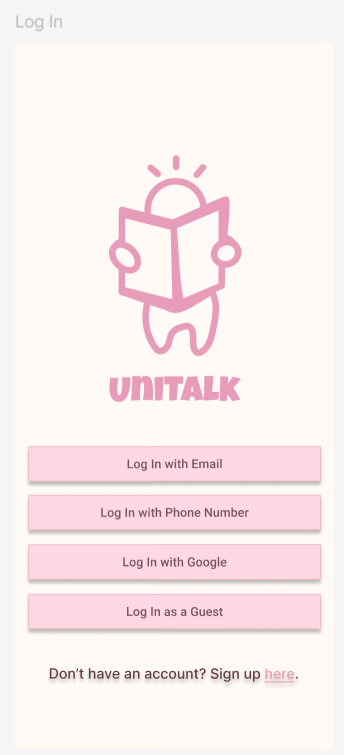 Log In
UNITALK
Log In with Email
Log In with Phone Number
Log In with Google
Log In as a Guest
Don’t have an account? Sign up here.